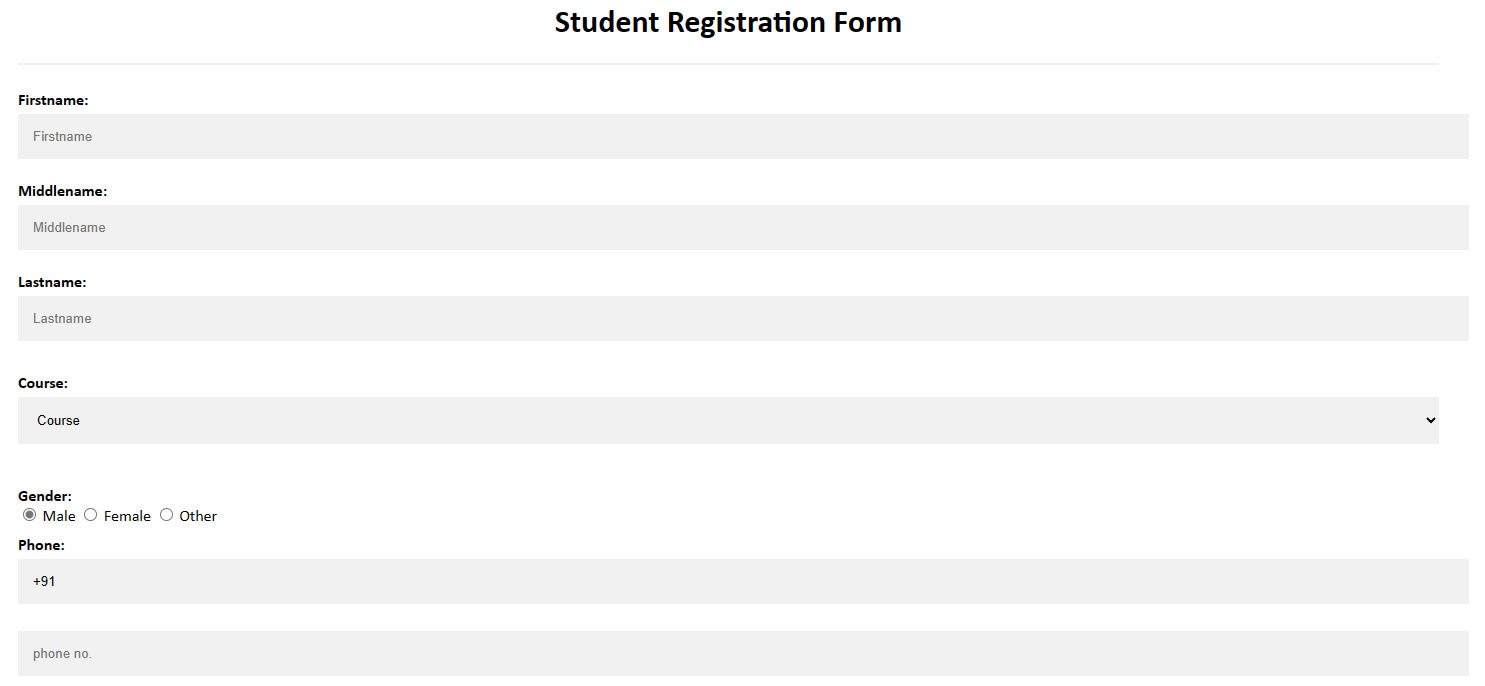 Student Registration Form
Firstname:
Firstname
Middlename:
Middlename
Lastname:
Lastname
Course:
Course
Gender:
Male Female Other
Phone:
+91
phone no.